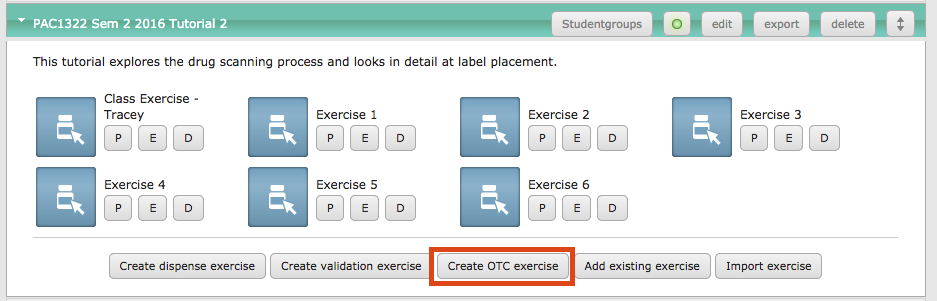 PAC1322 Sem 2 2016 Tutorial 2 Studentgroups edit export delete
This tutorial explores the drug scanning process and looks in detail at label placement.
Class Exercise -
Tracey
P E D
Exercise 1
P E D
Exercise 2
P E D
Exercise 3
P E D
Exercise 4
P E D
Exercise 5
P E D
Exercise 6
P E D
Create dispense exercise Create validation exercise Create OTC exercise Add existing exercise Import exercise